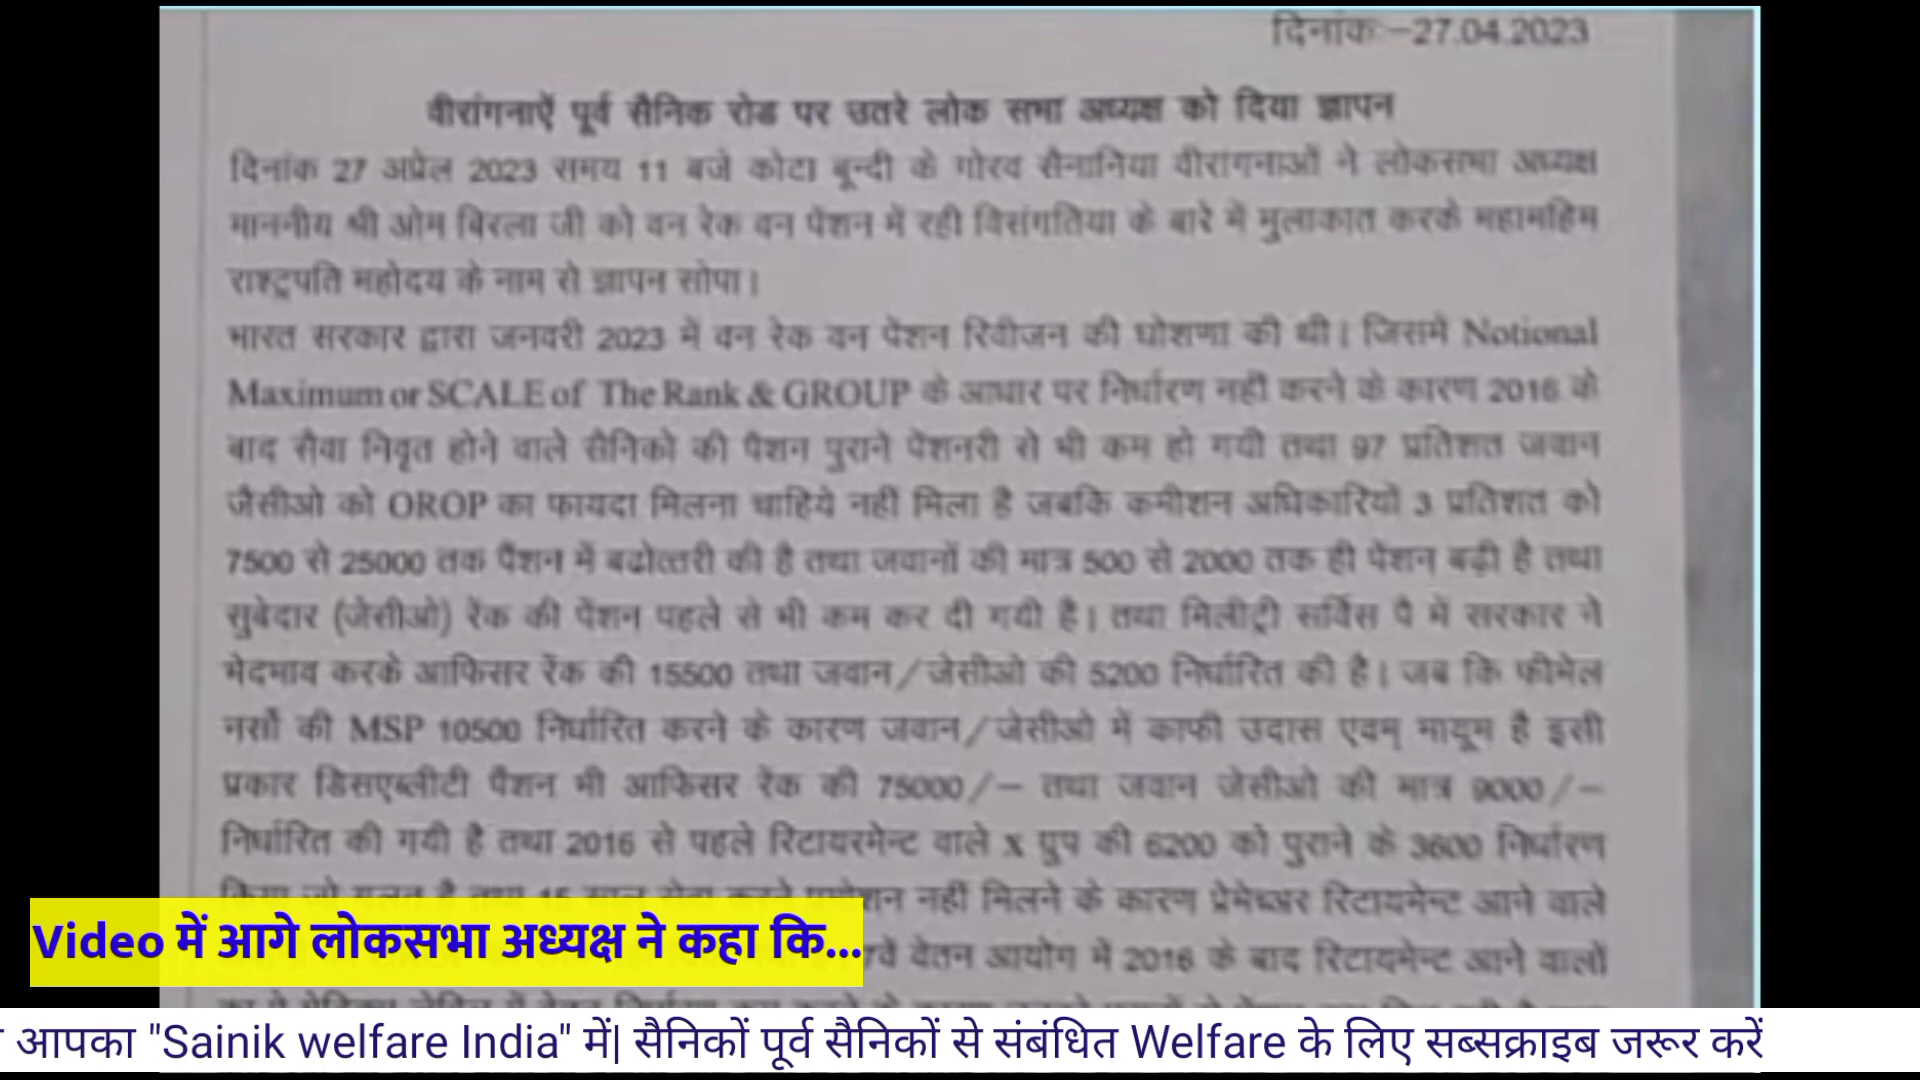 दिनांकः-27.04.2023
वीरांगनाऐं पूर्व सैनिक रोड पर उतरे लोक सभा अध्यक्ष को दिया ज्ञापन
दिनांक 27 अप्रेल 2023 समय 11 बजे कोटा बून्दी के गोरव सैनानिया वीरांगनाओं ने लोकसभा अध्यक्ष
माननीय श्री ओम बिरला जी को वन रेक वन पेंशन में रही विसंगतिया के बारे में मुलाकात करके महामहिम
राश्ट्रपति महोदय के नाम से ज्ञापन सोपा।
भारत सरकार द्वारा जनवरी 2023 में वन रेक वन पेंशन रिवीजन की घोशणा की थी। जिसमें Notional
Maximum or SCALE of The Rank & GROUP के आधार पर निर्धारण नहीं करने के कारण 2016 के
बाद सैवा निवृत होने वाले सैनिको की पैशन पुराने पेंशनरी से भी कम हो गयी तथा 97 प्रतिशत जवान
जैसीओ को OROP का फायदा मिलना चाहिये नहीं मिला है जबकि कमीशन अधिकारियों 3 प्रतिशत को
7500 से 25000 तक पैंशन में बढोत्तरी की है तथा जवानों की मात्र 500 से 2000 तक ही पेंशन बढ़ी है तथा
सुबेदार (जेसीओ) रेंक की पेंशन पहले से भी कम कर दी गयी है। तथा मिलीट्री सर्विस पै में सरकार ने
भेदभाव करके आफिसर रेंक की 15500 तथा जवान/जेसीओ की 5200 निर्धारित की है। जब कि फीमेल
नर्सो की MSP 10500 निर्धारित करने के कारण जवान/जेसीओ में काफी उदास एवम् मायूम है इसी
प्रकार डिसएब्लीटी पैंशन भी आफिसर रेंक की 75000/- तथा जवान जेसीओ की मात्र 9000/-
निर्धारित की गयी है तथा 2016 से पहले रिटायरमेन्ट वाले x ग्रुप की 6200 को पुराने के 3600 निर्धारण
नहीं मिलने के कारण प्रेमेच्अर रिटायमेन्ट आने वाले
वेतन आयोग में 2016 के बाद रिटायमेन्ट आने वालों
Video में आगे लोकसभा अध्यक्ष ने कहा कि...
आपका "Sainik welfare India" में| सैनिकों पूर्व सैनिकों से संबंधित Welfare के लिए सब्सक्राइब जरूर करें